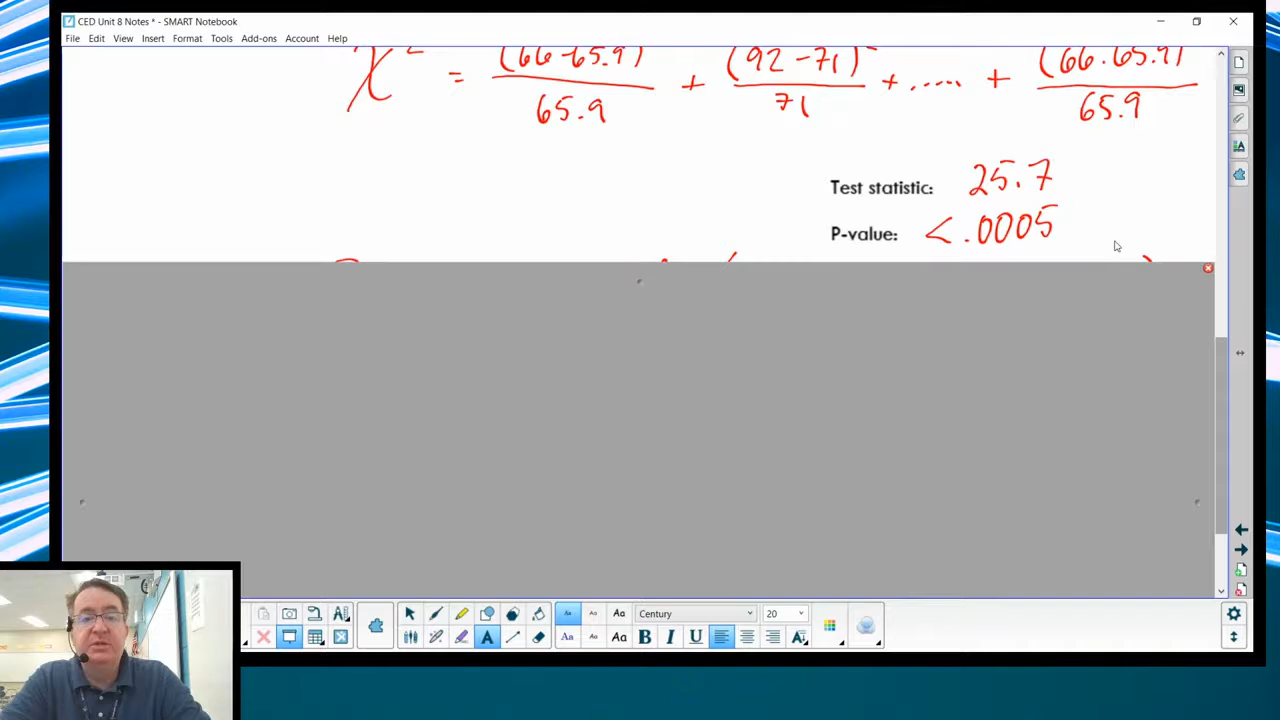 CED Unit 8 Notes * - SMART Notebook
File Edit View Insert Format Tools Add-ons Account Help
χ² = (66-65.9)/65.9 + (92-71)²/71 + ..... + (66.65.9)/65.9
Test statistic: 25.7
P-value: <.0005
Century 20
B I U